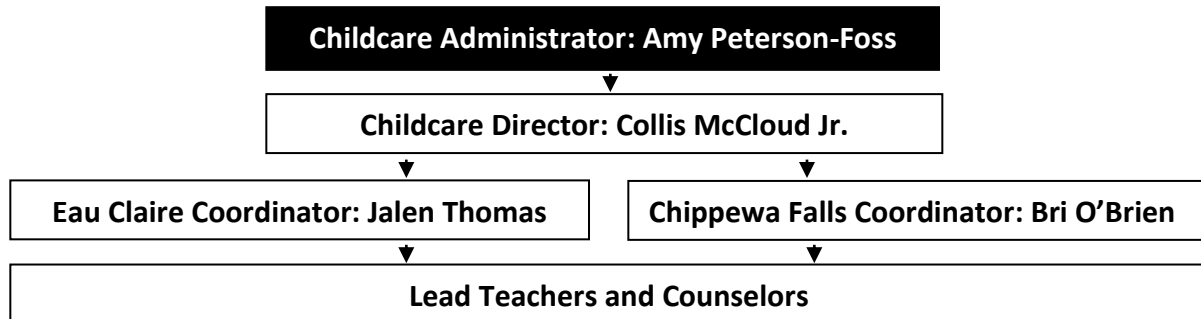 Childcare Administrator: Amy Peterson-Foss
Childcare Director: Collis McCloud Jr.
Eau Claire Coordinator: Jalen Thomas
Chippewa Falls Coordinator: Bri O’Brien
Lead Teachers and Counselors